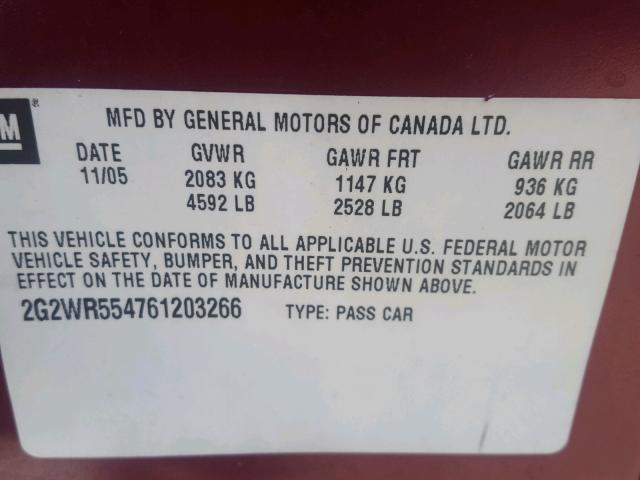 M ®
MFD BY GENERAL MOTORS OF CANADA LTD.
DATE GVWR GAWR FRT GAWR RR
11/05 2083 KG 1147 KG 936 KG
4592 LB 2528 LB 2064 LB
THIS VEHICLE CONFORMS TO ALL APPLICABLE U.S. FEDERAL MOTOR
VEHICLE SAFETY, BUMPER, AND THEFT PREVENTION STANDARDS IN
EFFECT ON THE DATE OF MANUFACTURE SHOWN ABOVE.
2G2WR554761203266 TYPE: PASS CAR